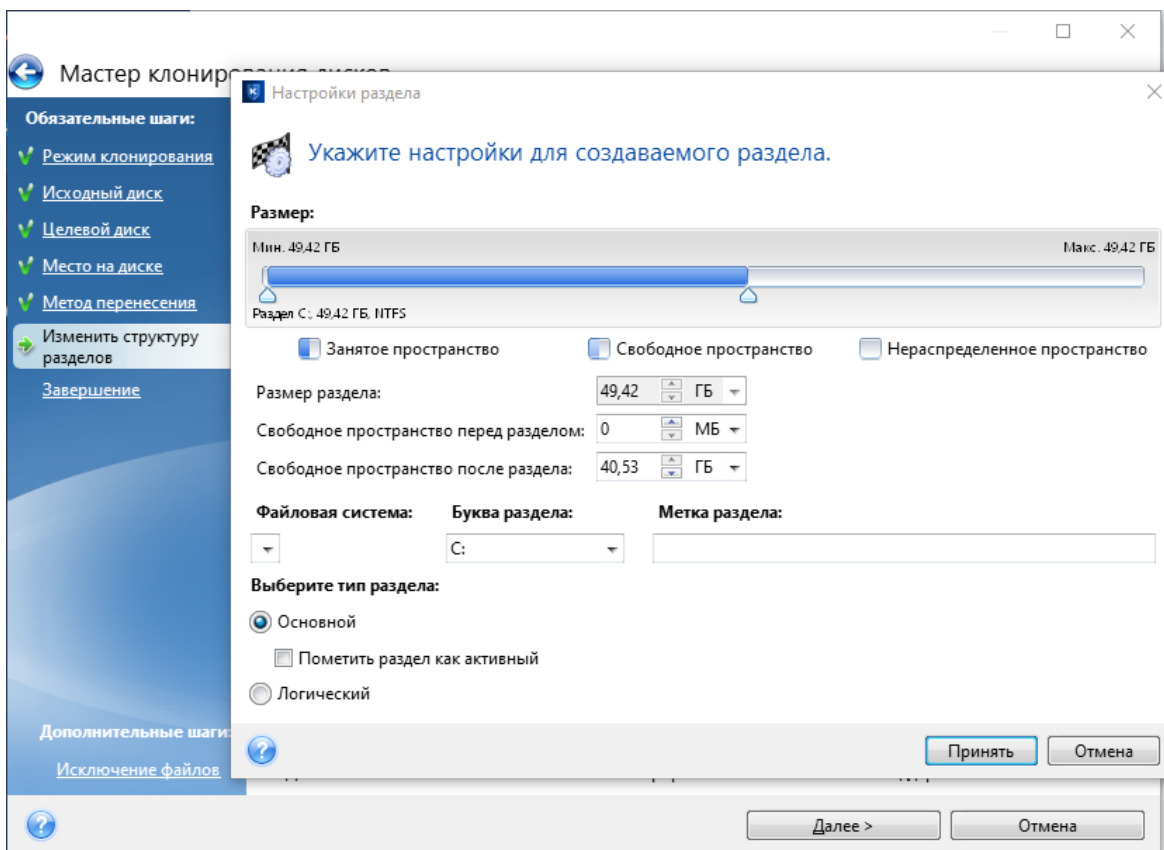 Мастер клонирования дисков
Настройки раздела
Обязательные шаги:
Режим клонирования
Исходный диск
Целевой диск
Место на диске
Метод перенесения
Изменить структуру
разделов
Завершение
Дополнительные шаги:
Исключение файлов
Укажите настройки для создаваемого раздела.
Размер:
Мин. 49,42 ГБ Макс. 49,42 ГБ
Раздел C:, 49,42 ГБ, NTFS
Занятое пространство Свободное пространство Нераспределенное пространство
Размер раздела: 49,42 ГБ
Свободное пространство перед разделом: 0 МБ
Свободное пространство после раздела: 40,53 ГБ
Файловая система: Буква раздела: Метка раздела:
C:
Выберите тип раздела:
Основной
Пометить раздел как активный
Логический
Принять Отмена
Далее > Отмена